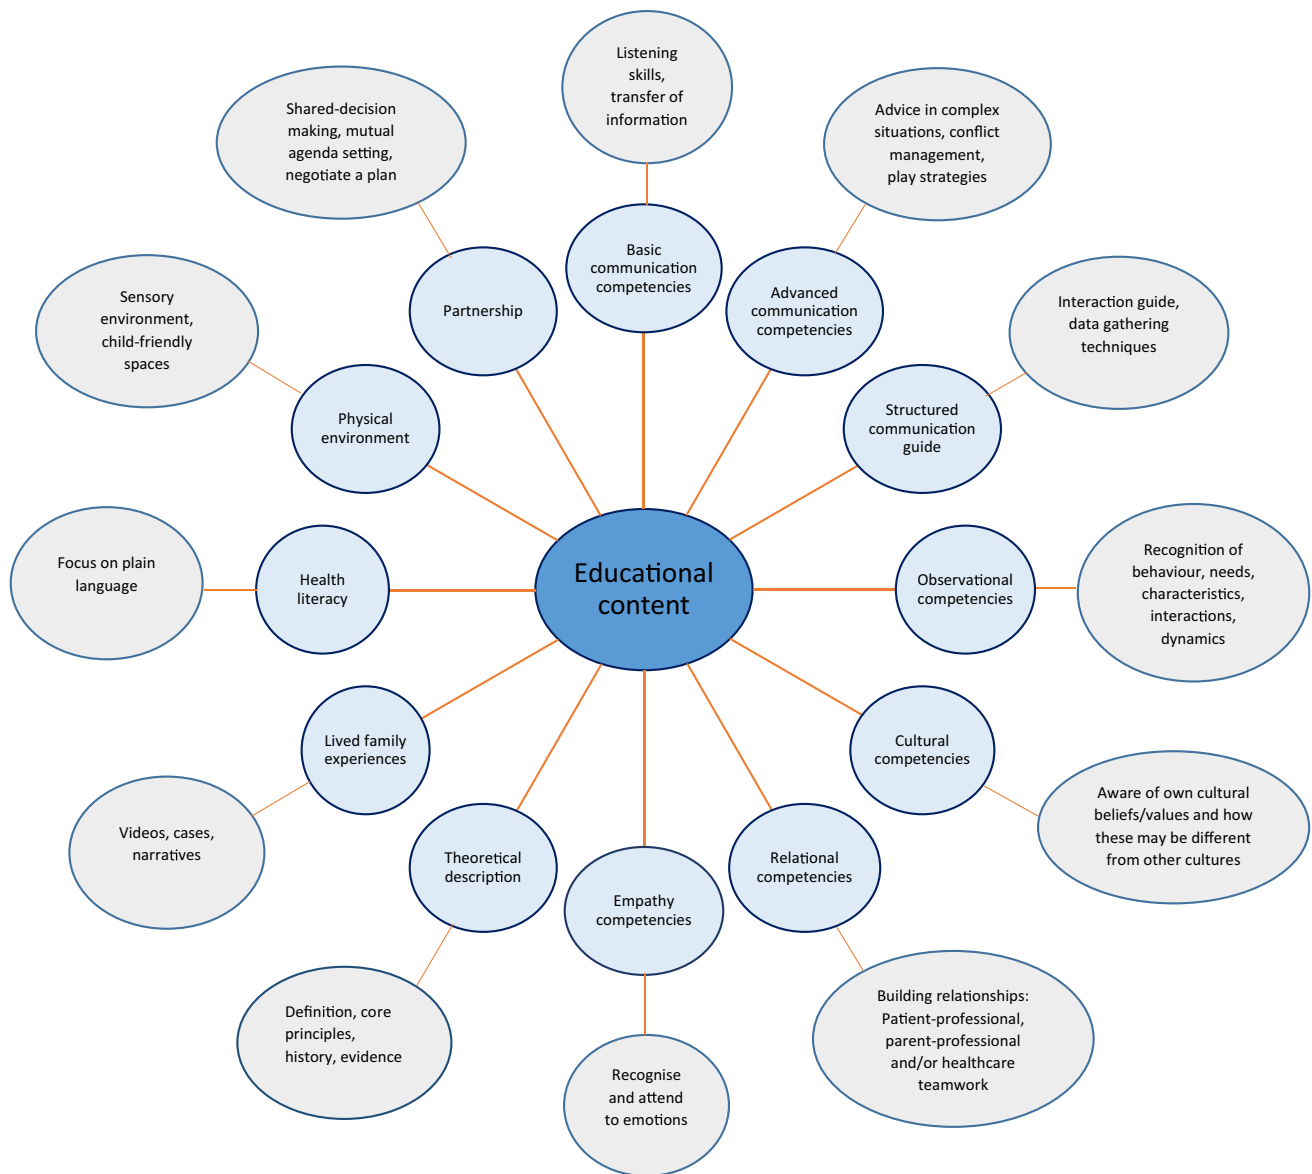 Listening
skills,
transfer of
information
Shared-decision
making, mutual
agenda setting,
negotiate a plan
Advice in complex
situations, conflict
management,
play strategies
Basic
communication
competencies
Partnership
Advanced
communication
competencies
Sensory
environment,
child-friendly
spaces
Interaction guide,
data gathering
techniques
Physical
environment
Structured
communication
guide
Educational
content
Focus on plain
language
Health
literacy
Observational
competencies
Recognition of
behaviour, needs,
characteristics,
interactions,
dynamics
Lived family
experiences
Cultural
competencies
Videos, cases,
narratives
Aware of own cultural
beliefs/values and how
these may be different
from other cultures
Theoretical
description
Empathy
competencies
Relational
competencies
Definition, core
principles,
history, evidence
Recognise
and attend
to emotions
Building relationships:
Patient-professional,
parent-professional
and/or healthcare
teamwork